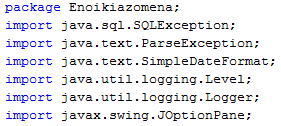 package Enoikiazomena;
import java.sql.SQLException;
import java.text.ParseException;
import java.text.SimpleDateFormat;
import java.util.logging.Level;
import java.util.logging.Logger;
import javax.swing.JOptionPane;